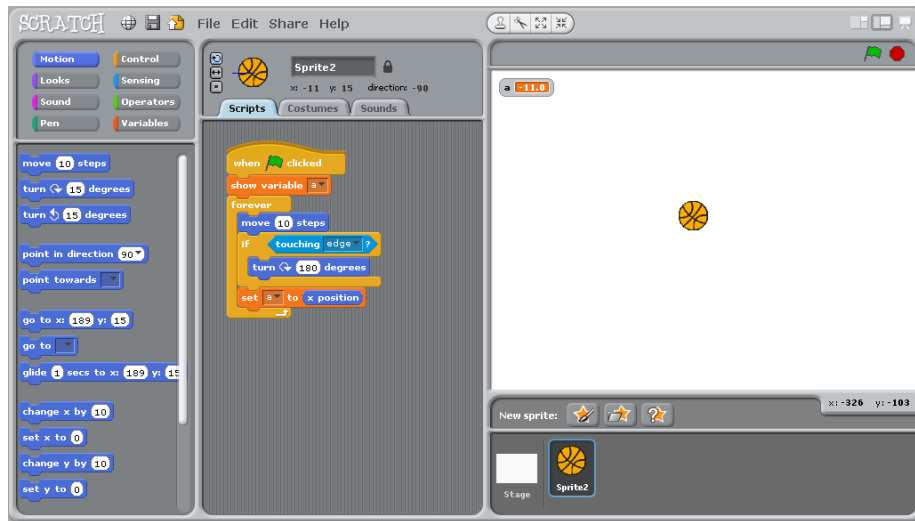 SCRATCH File Edit Share Help
Motion Control
Looks Sensing
Sound Operators
Pen Variables
move 10 steps
turn 15 degrees
turn 15 degrees
point in direction 90
point towards
go to x: 189 y: 15
go to
glide 1 secs to x: 189 y: 15
change x by 10
set x to 0
change y by 10
set y to 0
Sprite2
x: -11 y: 15 direction: -90
Scripts Costumes Sounds
when clicked
show variable a
forever
move 10 steps
if touching edge ?
turn 180 degrees
set a to x position
a -11.0
x: -326 y: -103
New sprite:
Stage
Sprite2